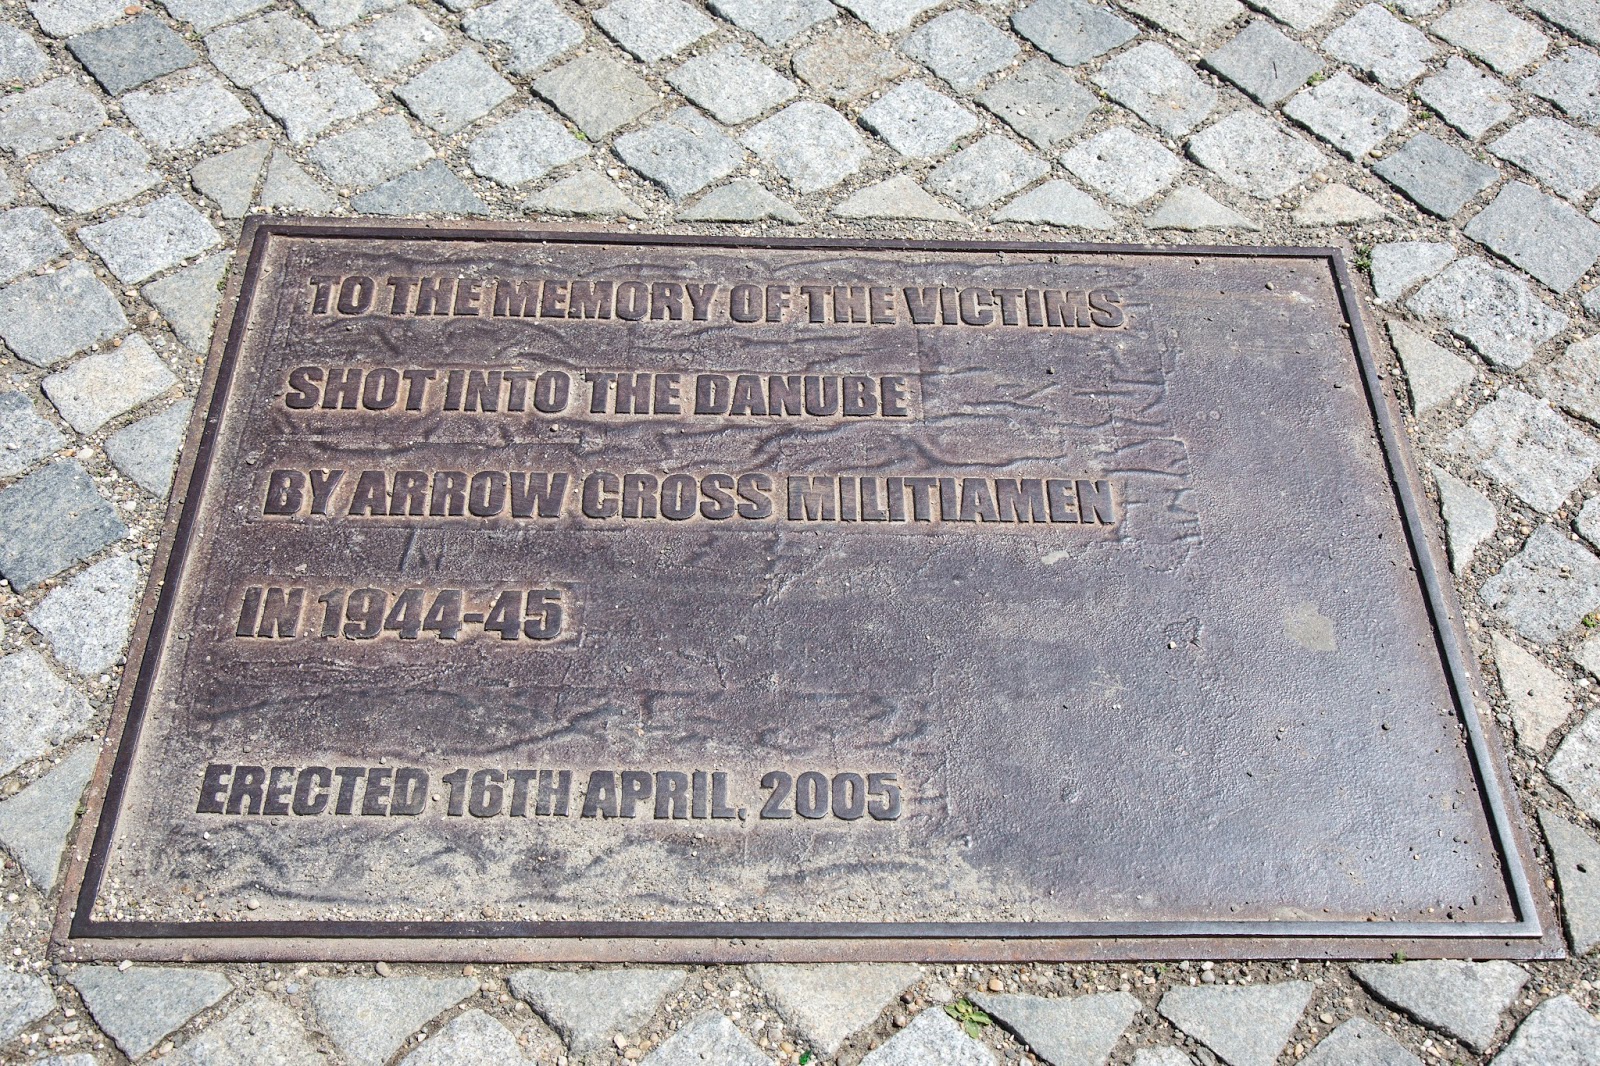 TO THE MEMORY OF THE VICTIMS
SHOT INTO THE DANUBE
BY ARROW CROSS MILITIAMEN
IN 1944-45
ERECTED 16TH APRIL, 2005